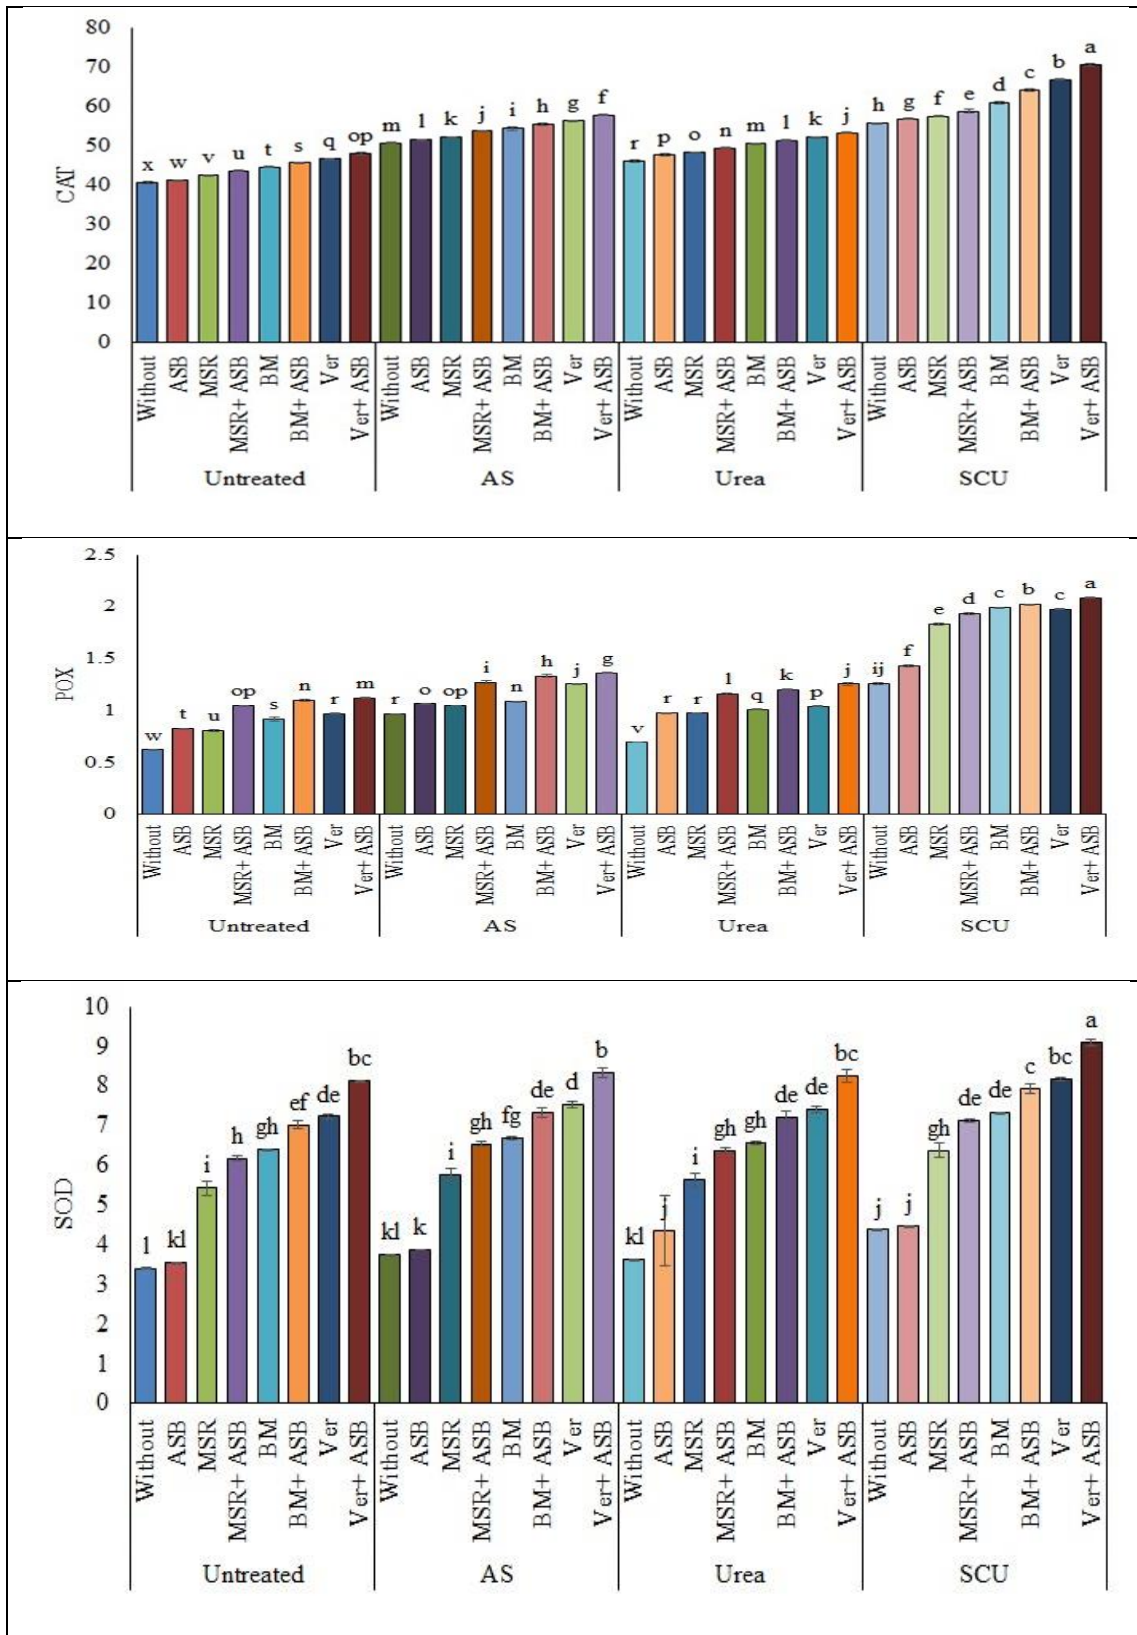 80
70
60
50
40
30
20
10
0
CAT
x w v u t s q op m l k j i h g f r p o n m l k j h g f e d c b a
Without ASB MSR MSR+ ASB BM BM+ ASB Ver Ver+ ASB Without ASB MSR MSR+ ASB BM BM+ ASB Ver Ver+ ASB Without ASB MSR MSR+ ASB BM BM+ ASB Ver Ver+ ASB Without ASB MSR MSR+ ASB BM BM+ ASB Ver Ver+ ASB
Untreated AS Urea SCU
2.5
2
1.5
1
0.5
0
POX
w t u op s n r m r o op i n h j g v r r l q k p j ij f e d c b c a
Without ASB MSR MSR+ ASB BM BM+ ASB Ver Ver+ ASB Without ASB MSR MSR+ ASB BM BM+ ASB Ver Ver+ ASB Without ASB MSR MSR+ ASB BM BM+ ASB Ver Ver+ ASB Without ASB MSR MSR+ ASB BM BM+ ASB Ver Ver+ ASB
Untreated AS Urea SCU
10
9
8
7
6
5
4
3
2
1
0
SOD
l kl i h gh ef de bc kl k i gh fg de d b kl j i gh gh de de bc j j gh de de c bc a
Without ASB MSR MSR+ ASB BM BM+ ASB Ver Ver+ ASB Without ASB MSR MSR+ ASB BM BM+ ASB Ver Ver+ ASB Without ASB MSR MSR+ ASB BM BM+ ASB Ver Ver+ ASB Without ASB MSR MSR+ ASB BM BM+ ASB Ver Ver+ ASB
Untreated AS Urea SCU